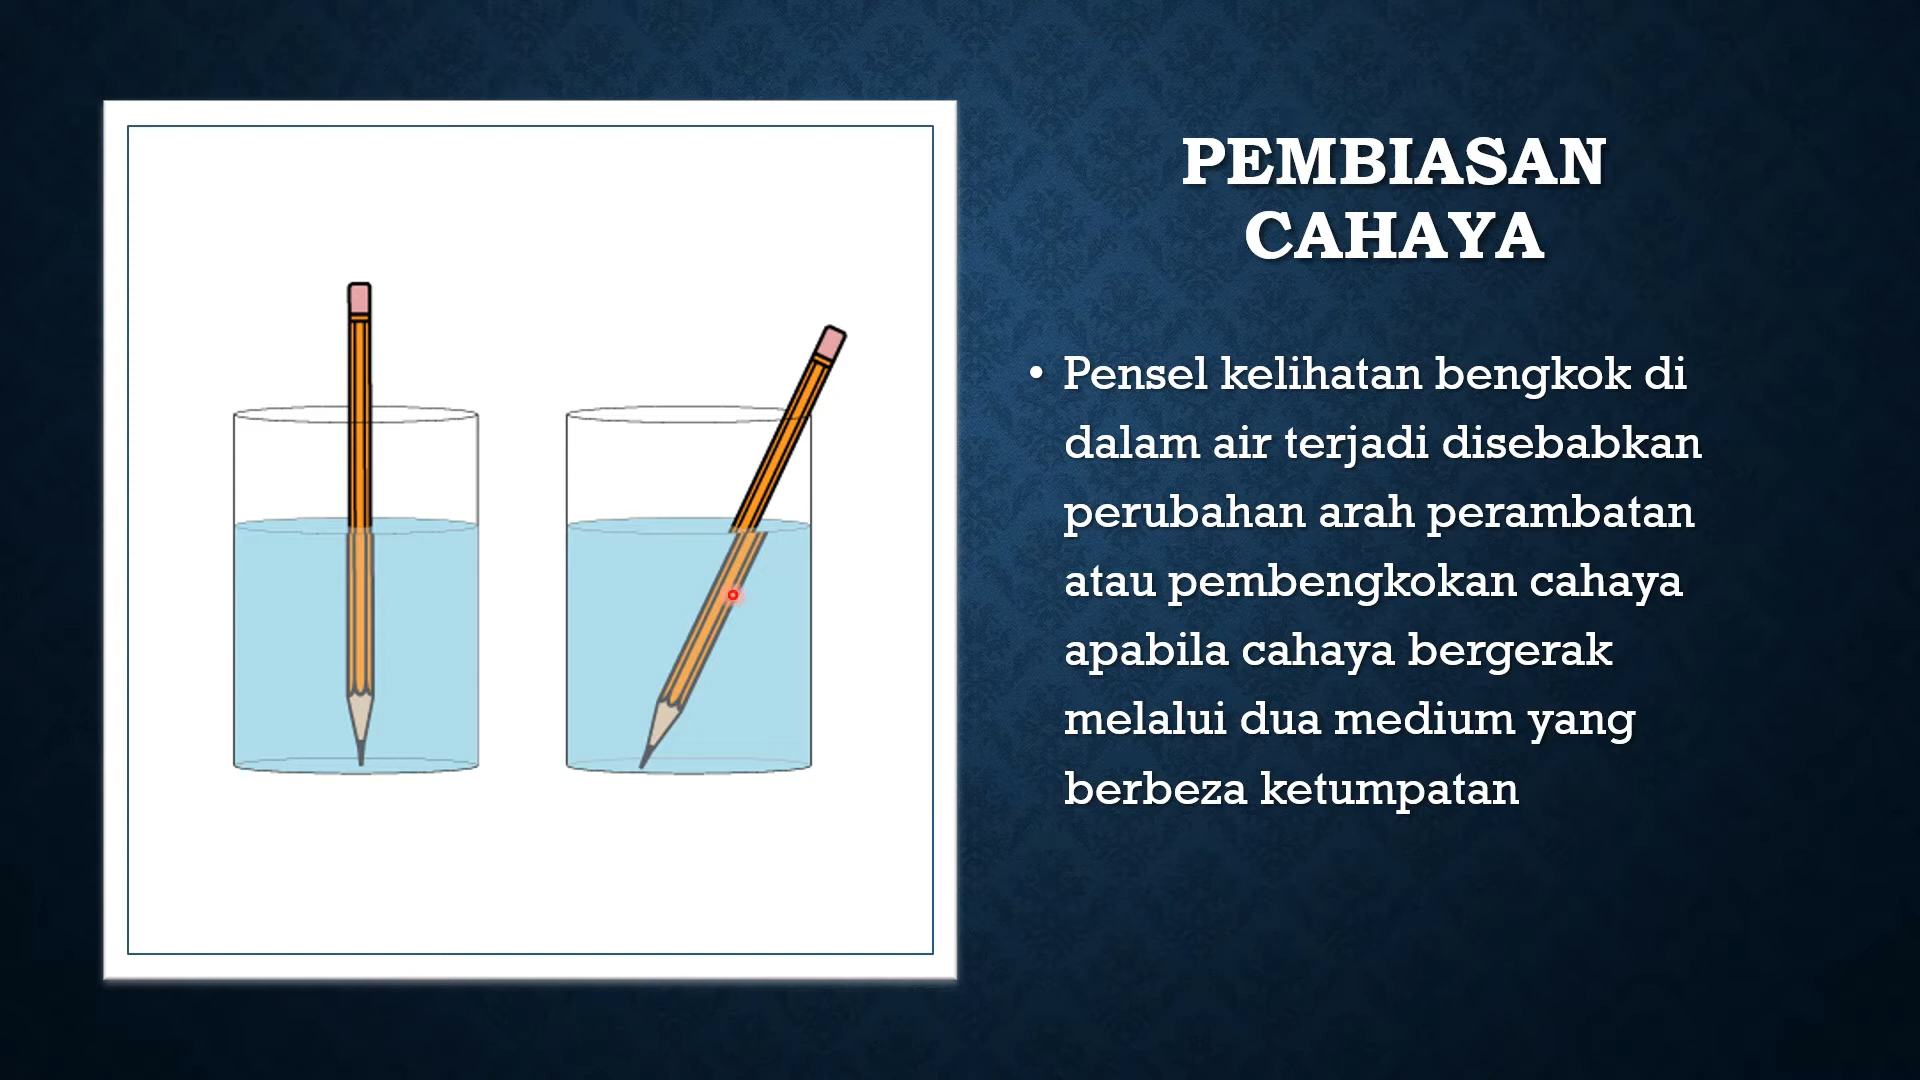 PEMBIASAN
CAHAYA
• Pensel kelihatan bengkok di
dalam air terjadi disebabkan
perubahan arah perambatan
atau pembengkokan cahaya
apabila cahaya bergerak
melalui dua medium yang
berbeza ketumpatan